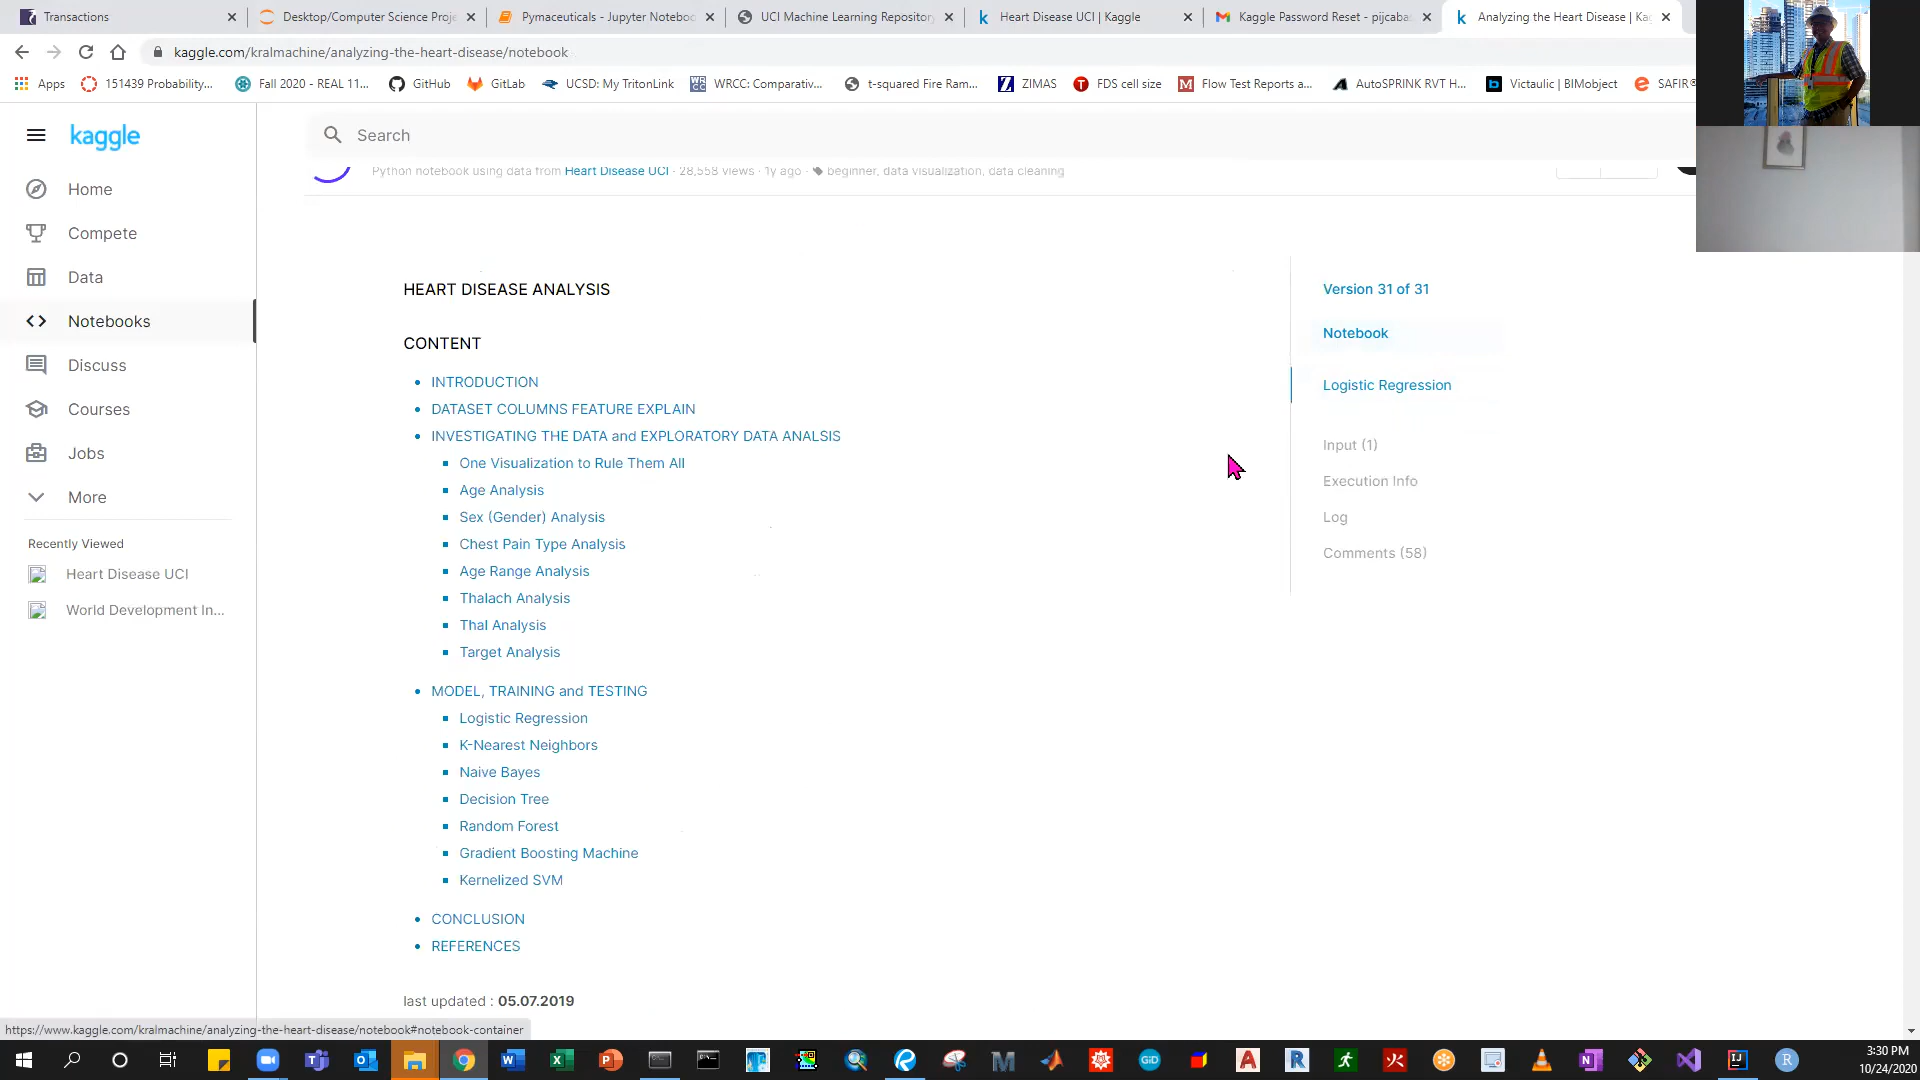 Transactions
Desktop/Computer Science Proje
Pymaceuticals - Jupyter Noteboo
UCI Machine Learning Repository
Heart Disease UCI | Kaggle
Kaggle Password Reset - pijcaba
Analyzing the Heart Disease | Kag
kaggle.com/kralmachine/analyzing-the-heart-disease/notebook
Apps
151439 Probability...
Fall 2020 - REAL 11...
GitHub
GitLab
UCSD: My TritonLink
WRCC: Comparativ...
t-squared Fire Ram...
ZIMAS
FDS cell size
Flow Test Reports a...
AutoSPRINK RVT H...
Victaulic | BIMobject
SAFIR®
kaggle
Search
Python notebook using data from Heart Disease UCI · 28,558 views · 1y ago · beginner, data visualization, data cleaning
Home
Compete
Data
Notebooks
Discuss
Courses
Jobs
More
Recently Viewed
Heart Disease UCI
World Development In...
HEART DISEASE ANALYSIS
CONTENT
INTRODUCTION
DATASET COLUMNS FEATURE EXPLAIN
INVESTIGATING THE DATA and EXPLORATORY DATA ANALSIS
One Visualization to Rule Them All
Age Analysis
Sex (Gender) Analysis
Chest Pain Type Analysis
Age Range Analysis
Thalach Analysis
Thal Analysis
Target Analysis
MODEL, TRAINING and TESTING
Logistic Regression
K-Nearest Neighbors
Naive Bayes
Decision Tree
Random Forest
Gradient Boosting Machine
Kernelized SVM
CONCLUSION
REFERENCES
last updated : 05.07.2019
Version 31 of 31
Notebook
Logistic Regression
Input (1)
Execution Info
Log
Comments (58)
https://www.kaggle.com/kralmachine/analyzing-the-heart-disease/notebook#notebook-container
3:30 PM
10/24/2020